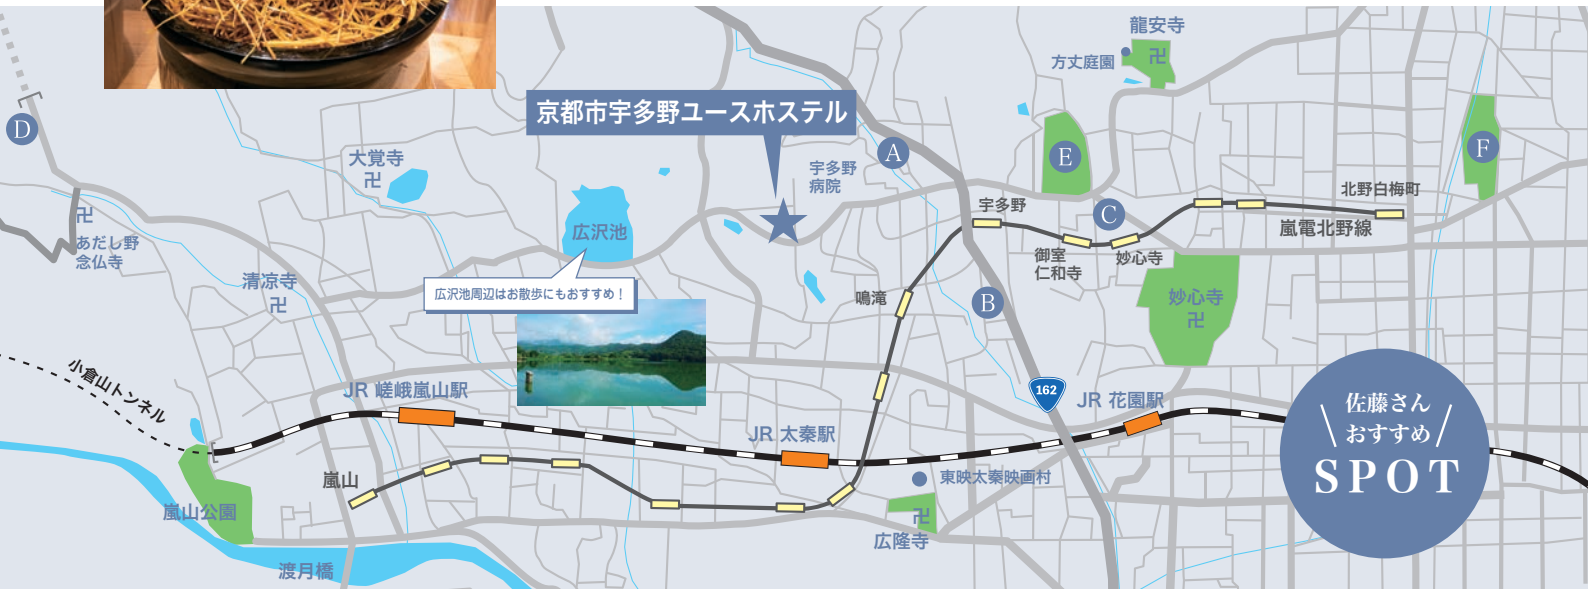 龍安寺
方丈庭園
京都市宇多野ユースホステル
D
A
E
F
大覚寺
宇多野
病院
北野白梅町
宇多野
C
嵐電北野線
あだし野
念仏寺
広沢池
御室
仁和寺
妙心寺
清凉寺
広沢池周辺はお散歩にもおすすめ！
鳴滝
B
妙心寺
小倉山トンネル
JR 嵯峨嵐山駅
162
JR 花園駅
JR 太秦駅
佐藤さん
おすすめ
SPOT
嵐山
東映太秦映画村
嵐山公園
広隆寺
渡月橋